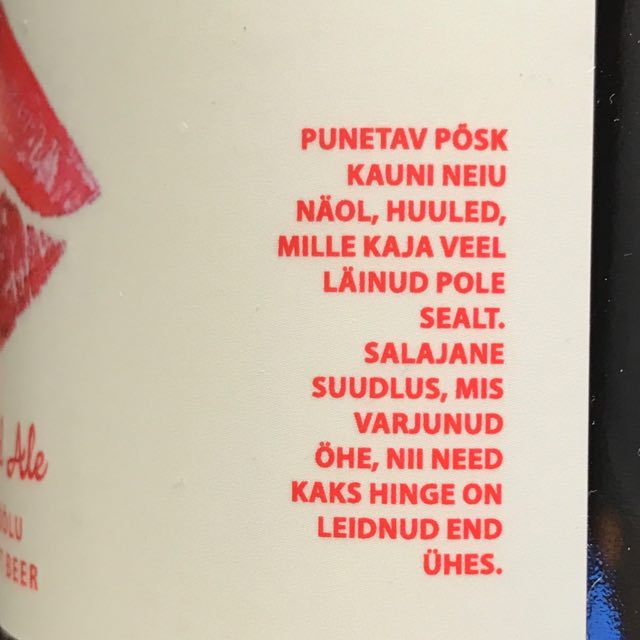 PUNETAV PÕSK
KAUNI NEIU
NÄOL, HUULED,
MILLE KAJA VEEL
LÄINUD POLE
SEALT.
SALAJANE
SUUDLUS, MIS
VARJUNUD
ÖHE, NII NEED
KAKS HINGE ON
LEIDNUD END
ÜHES.
Ale
BEER